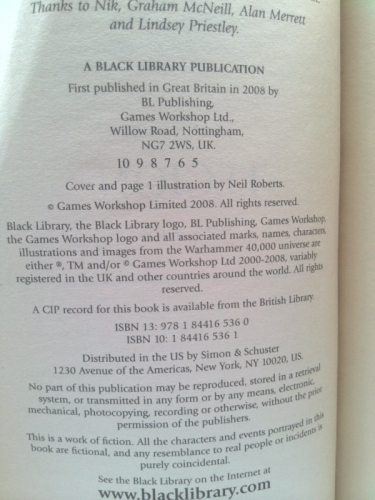 Thanks to Nik, Graham McNeill, Alan Merrett
and Lindsey Priestley.
A BLACK LIBRARY PUBLICATION
First published in Great Britain in 2008 by
BL Publishing,
Games Workshop Ltd.,
Willow Road, Nottingham,
NG7 2WS, UK.
10 9 8 7 6 5
Cover and page 1 illustration by Neil Roberts.
© Games Workshop Limited 2008. All rights reserved.
Black Library, the Black Library logo, BL Publishing, Games Workshop,
the Games Workshop logo and all associated marks, names, characters,
illustrations and images from the Warhammer 40,000 universe are
either ®, TM and/or © Games Workshop Ltd 2000-2008, variably
registered in the UK and other countries around the world. All rights
reserved.
A CIP record for this book is available from the British Library.
ISBN 13: 978 1 84416 536 0
ISBN 10: 1 84416 536 1
Distributed in the US by Simon & Schuster
1230 Avenue of the Americas, New York, NY 10020, US.
No part of this publication may be reproduced, stored in a retrieval
system, or transmitted in any form or by any means, electronic,
mechanical, photocopying, recording or otherwise, without the prior
permission of the publishers.
This is a work of fiction. All the characters and events portrayed in this
book are fictional, and any resemblance to real people or incidents is
purely coincidental.
See the Black Library on the Internet at
www.blacklibrary.com